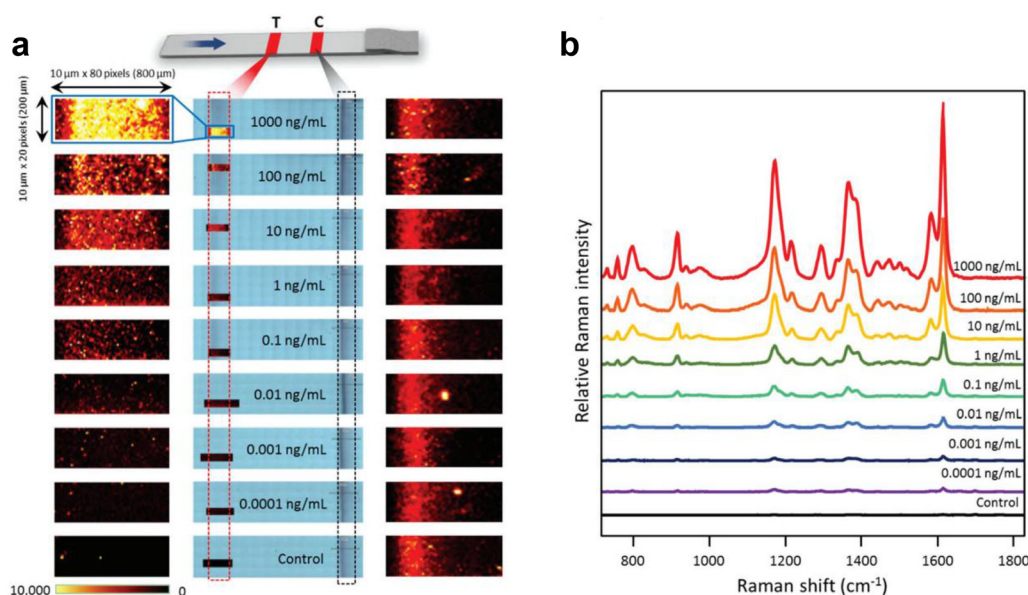 a
T C
10 µm x 80 pixels (800 µm)
10 µm x 20 pixels (200 µm)
1000 ng/mL
100 ng/mL
10 ng/mL
1 ng/mL
0.1 ng/mL
0.01 ng/mL
0.001 ng/mL
0.0001 ng/mL
Control
10.000 0
b
Relative Raman intensity
1000 ng/mL
100 ng/mL
10 ng/mL
1 ng/mL
0.1 ng/mL
0.01 ng/mL
0.001 ng/mL
0.0001 ng/mL
Control
800 1000 1200 1400 1600 1800
Raman shift (cm⁻¹)